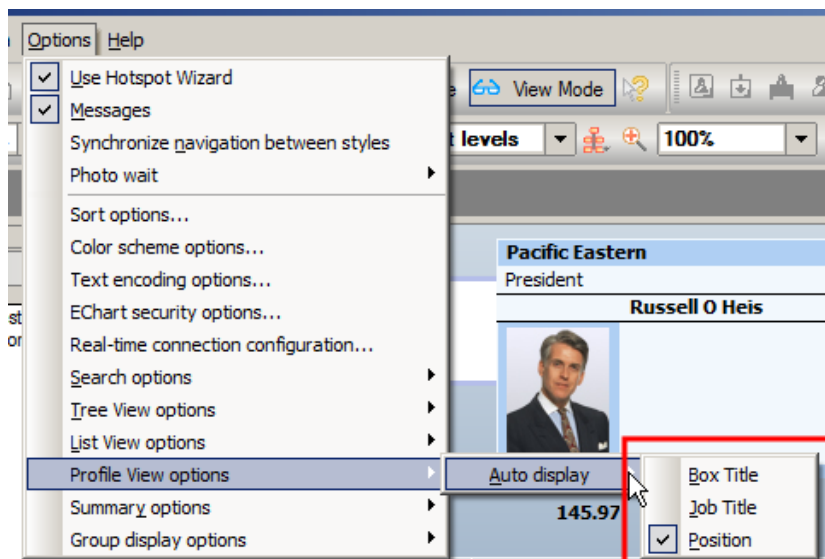 Options Help
Use Hotspot Wizard
View Mode
Messages
Synchronize navigation between styles
levels
100%
Photo wait
Sort options...
Color scheme options...
Pacific Eastern
Text encoding options...
President
EChart security options...
Russell O Heis
Real-time connection configuration...
Search options
Tree View options
List View options
Profile View options
Auto display
Box Title
Summary options
145.97
Job Title
Group display options
Position